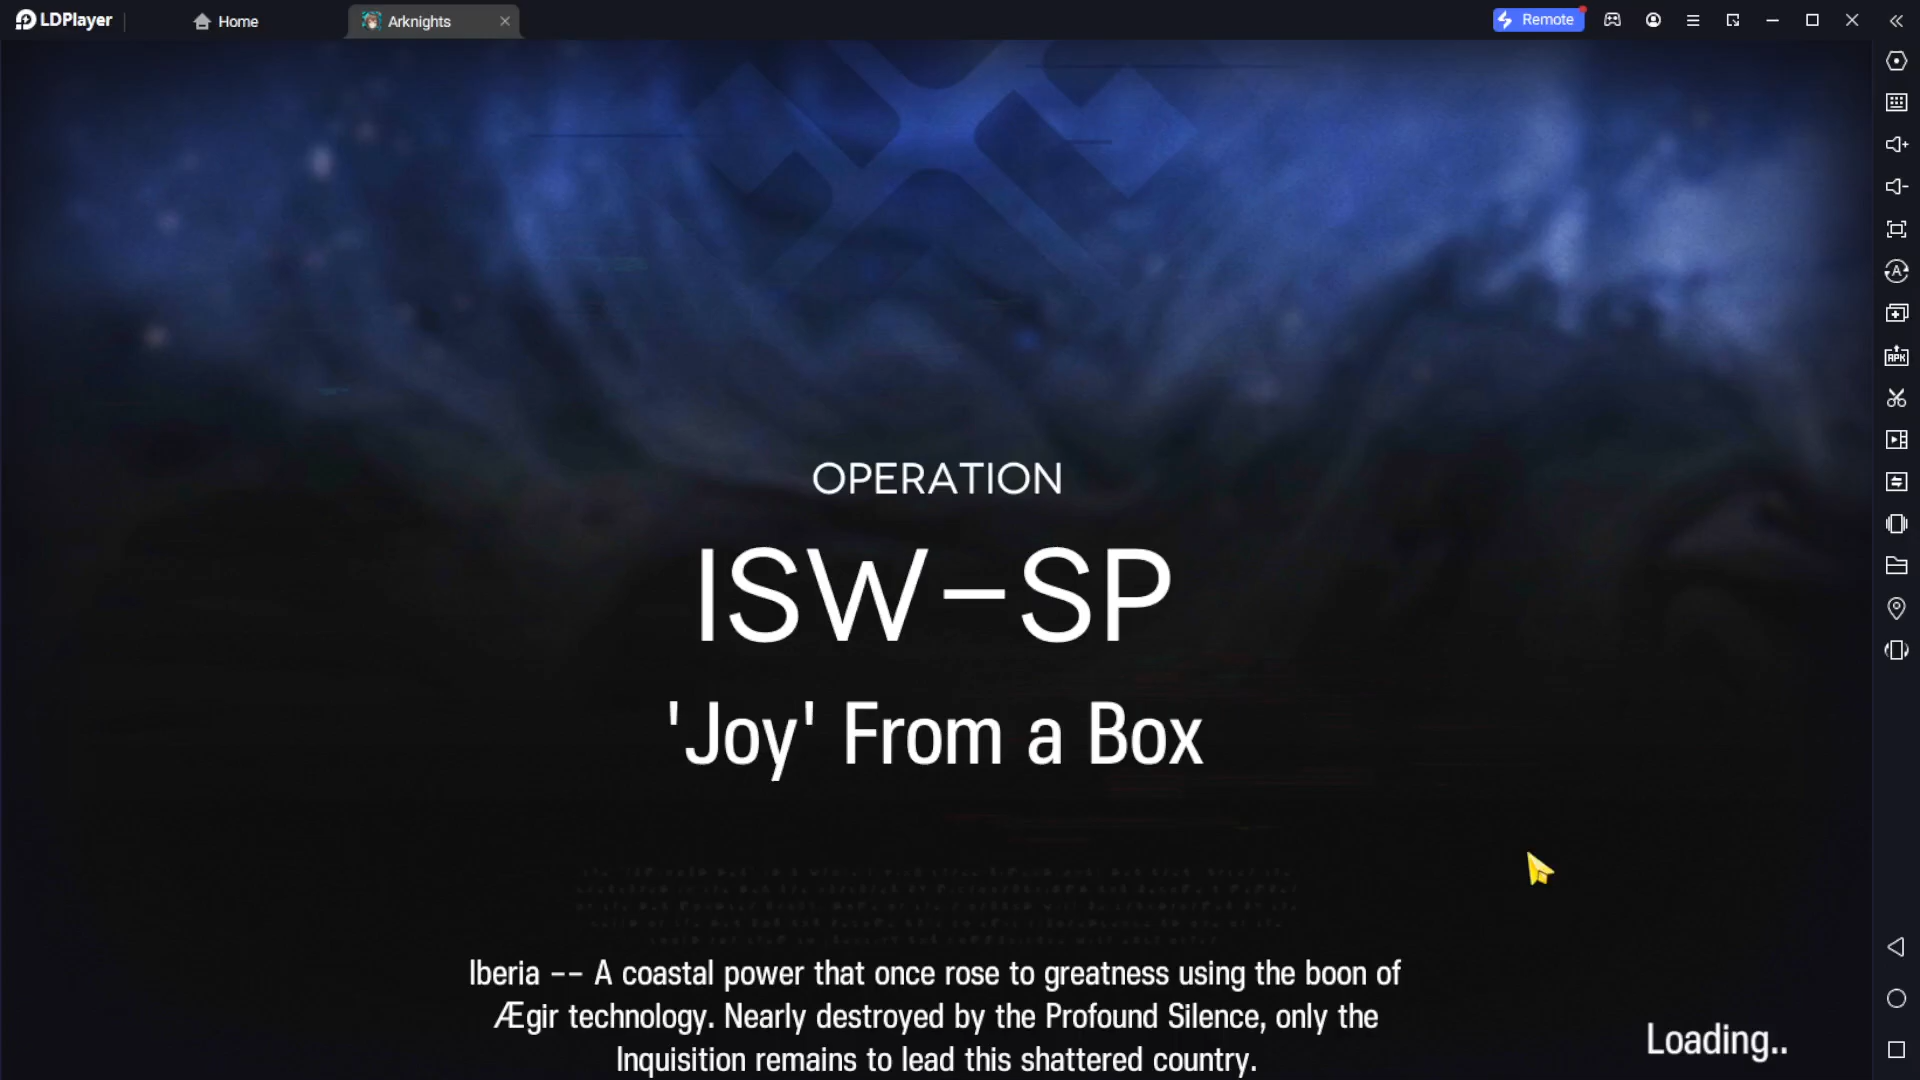 LDPlayer
Home
Arknights
Remote
A
APK
OPERATION
ISW-SP
'Joy' From a Box
Iberia -- A coastal power that once rose to greatness using the boon of
Ægir technology. Nearly destroyed by the Profound Silence, only the
Inquisition remains to lead this shattered country.
Loading..